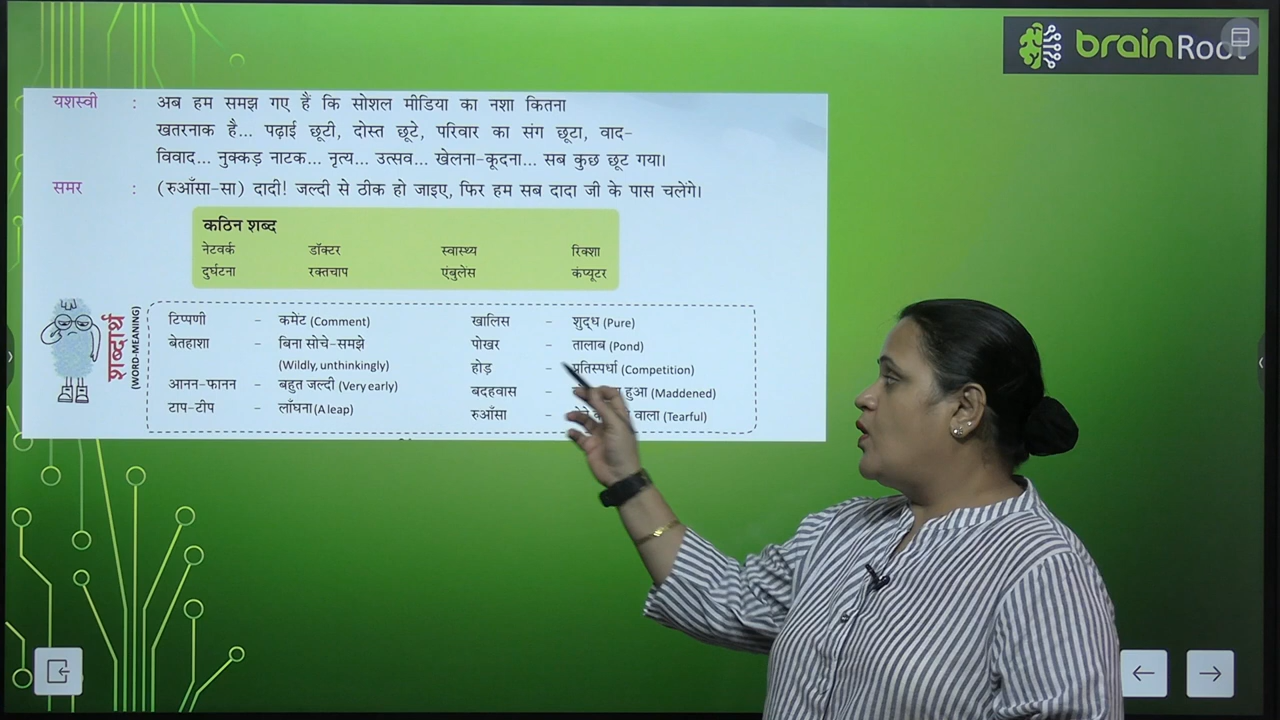 brainRoot
यशस्वी : अब हम समझ गए हैं कि सोशल मीडिया का नशा कितना
खतरनाक है... पढ़ाई छूटी, दोस्त छूटे, परिवार का संग छूटा, वाद-
विवाद... नुक्कड़ नाटक... नृत्य... उत्सव... खेलना-कूदना... सब कुछ छूट गया।
समर : (रुआँसा-सा) दादी! जल्दी से ठीक हो जाइए, फिर हम सब दादा जी के पास चलेंगे।
कठिन शब्द
नेटवर्क डॉक्टर स्वास्थ्य रिक्शा
दुर्घटना रक्तचाप एंबुलेंस कंप्यूटर
शब्दार्थ
(WORD-MEANING)
टिप्पणी – कमेंट (Comment)
बेतहाशा – बिना सोचे-समझे
(Wildly, unthinkingly)
आनन-फानन – बहुत जल्दी (Very early)
टाप-टीप – लाँघना (A leap)
खालिस – शुद्ध (Pure)
पोखर – तालाब (Pond)
होड़ – प्रतिस्पर्धा (Competition)
बदहवास – हुआ (Maddened)
रुआँसा – वाला (Tearful)